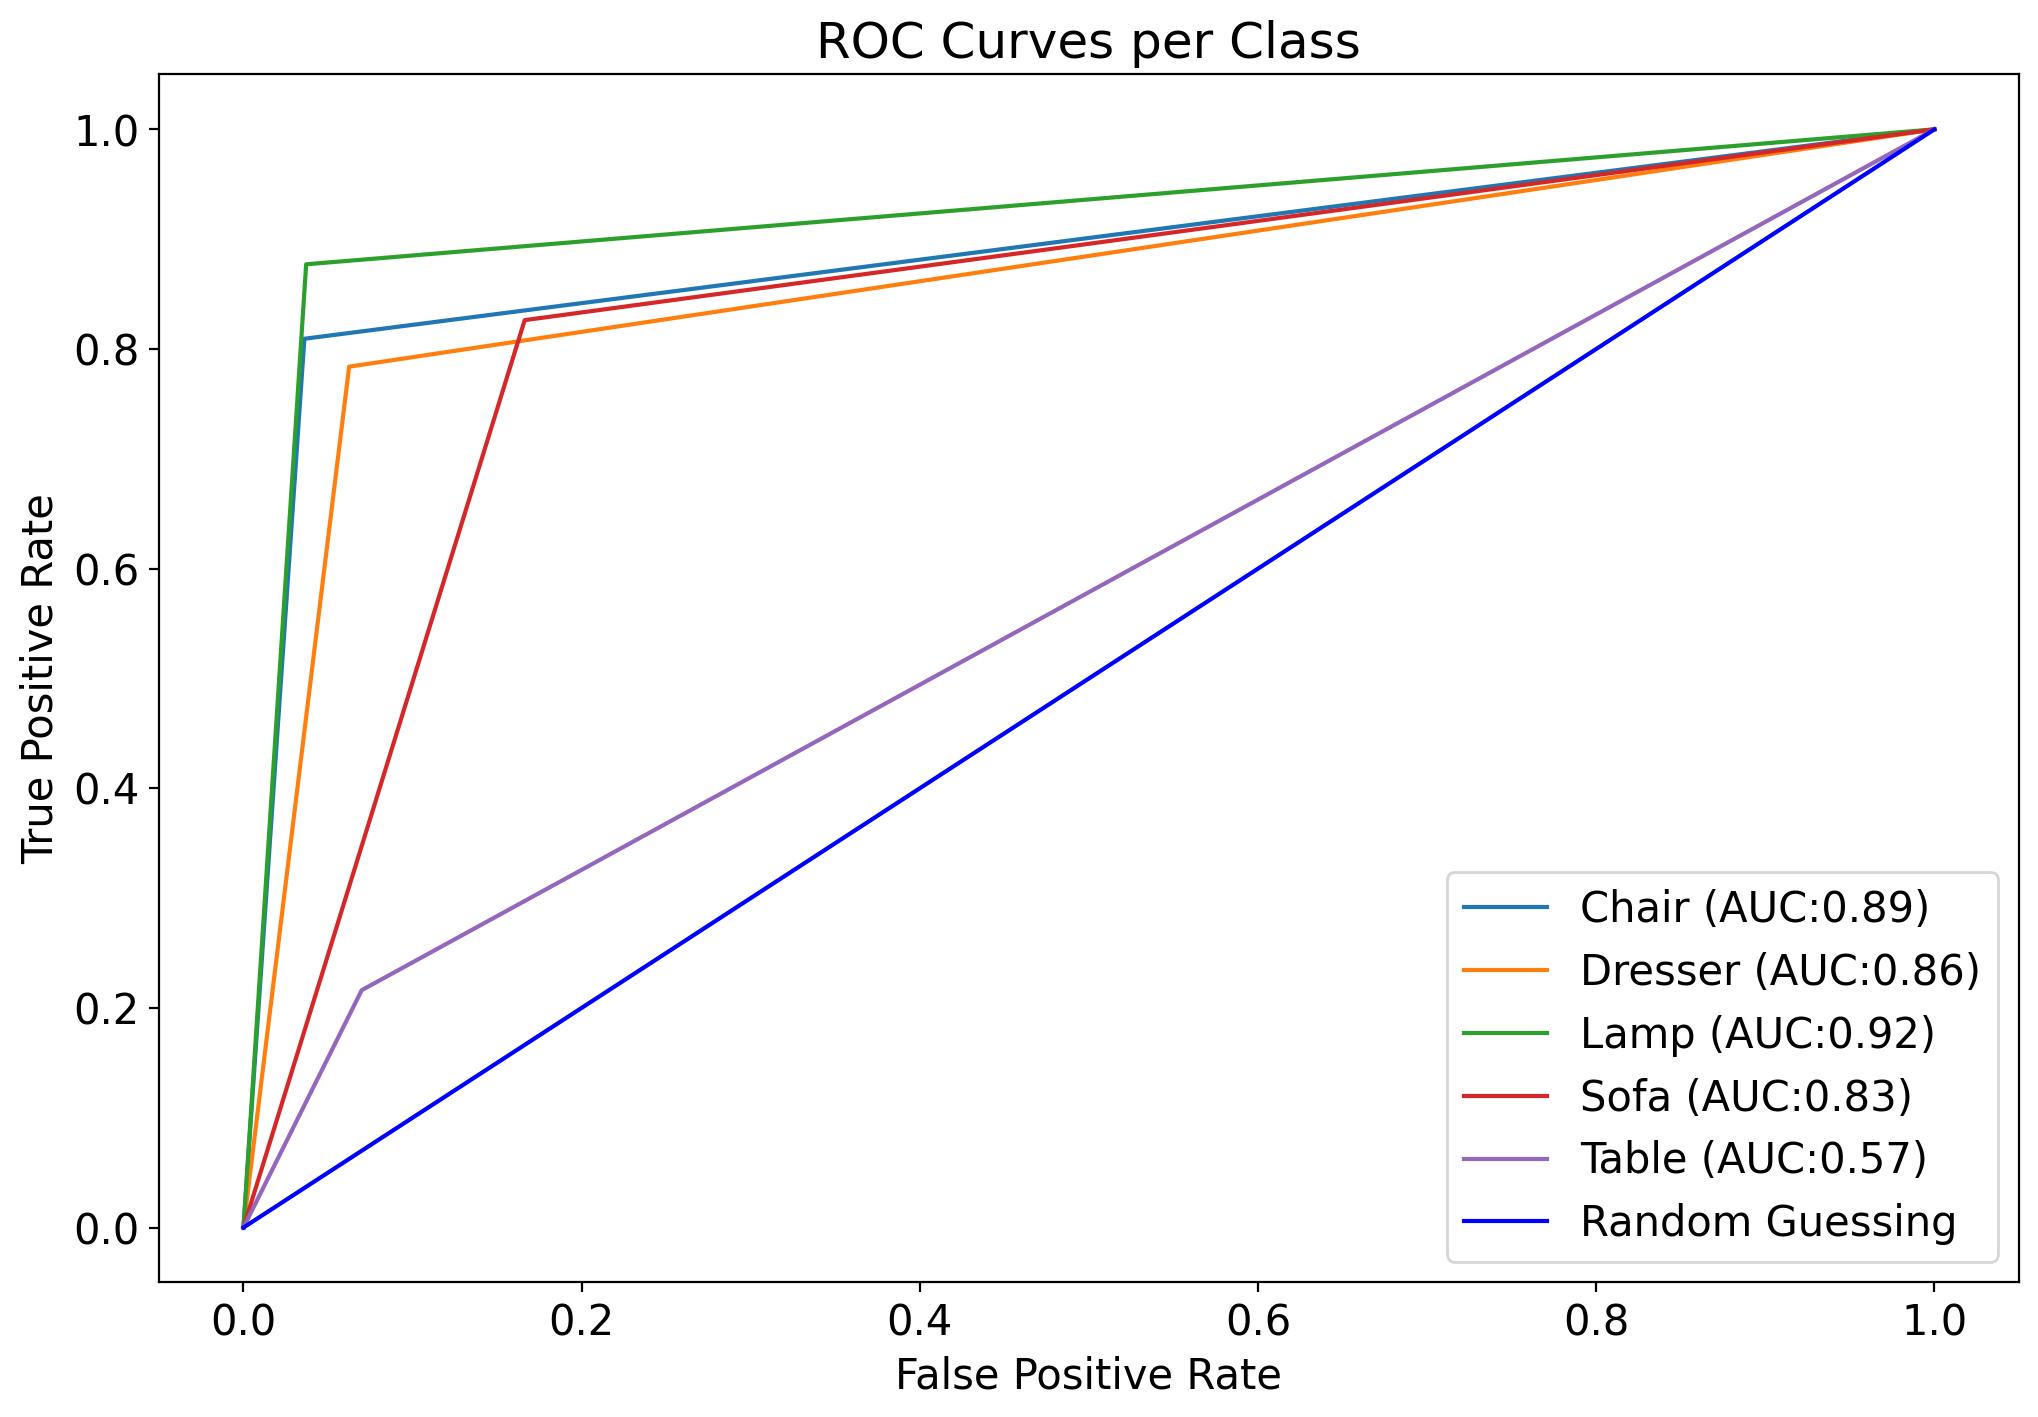 ROC Curves per Class
1.0
0.8
0.6
0.4
0.2
0.0
True Positive Rate
Chair (AUC:0.89)
Dresser (AUC:0.86)
Lamp (AUC:0.92)
Sofa (AUC:0.83)
Table (AUC:0.57)
Random Guessing
0.0 0.2 0.4 0.6 0.8 1.0
False Positive Rate